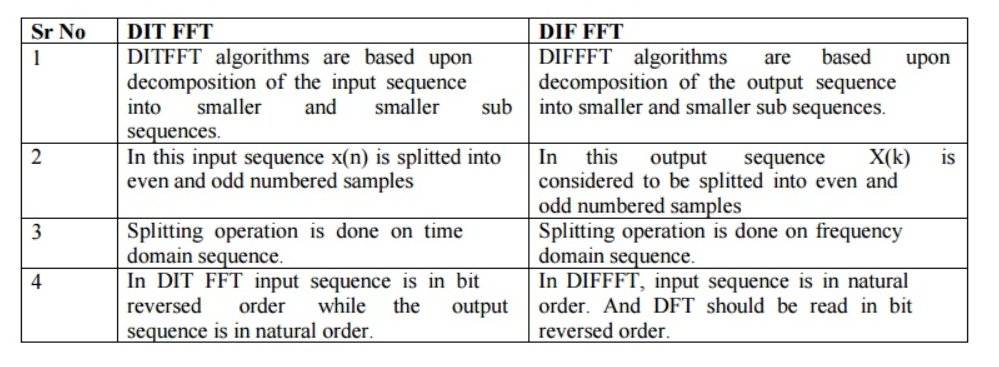 Sr No DIT FFT DIF FFT
1 DITFFT algorithms are based upon DIFFFT algorithms are based upon
decomposition of the input sequence decomposition of the output sequence
into smaller and smaller sub into smaller and smaller sub sequences.
sequences.
2 In this input sequence x(n) is splitted into In this output sequence X(k) is
even and odd numbered samples considered to be splitted into even and
odd numbered samples
3 Splitting operation is done on time Splitting operation is done on frequency
domain sequence. domain sequence.
4 In DIT FFT input sequence is in bit In DIFFFT, input sequence is in natural
reversed order while the output order. And DFT should be read in bit
sequence is in natural order. reversed order.